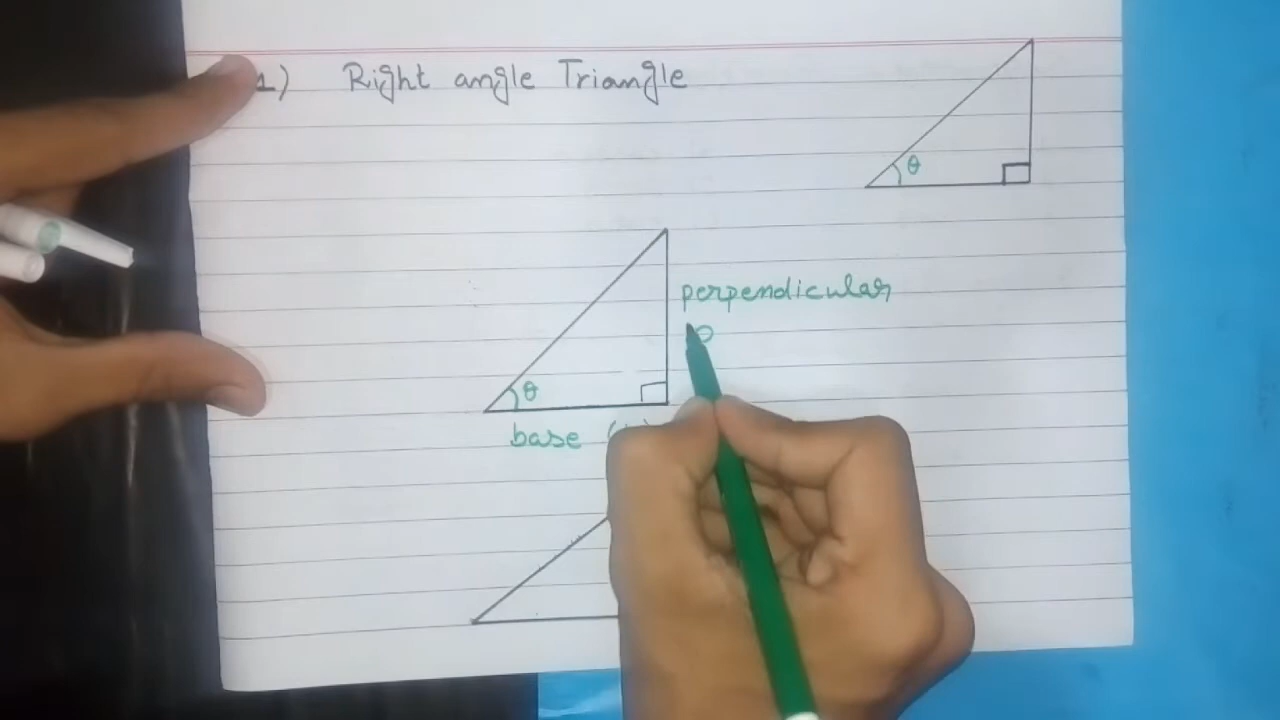 1) Right angle Triangle
θ
perpendicular
θ
base